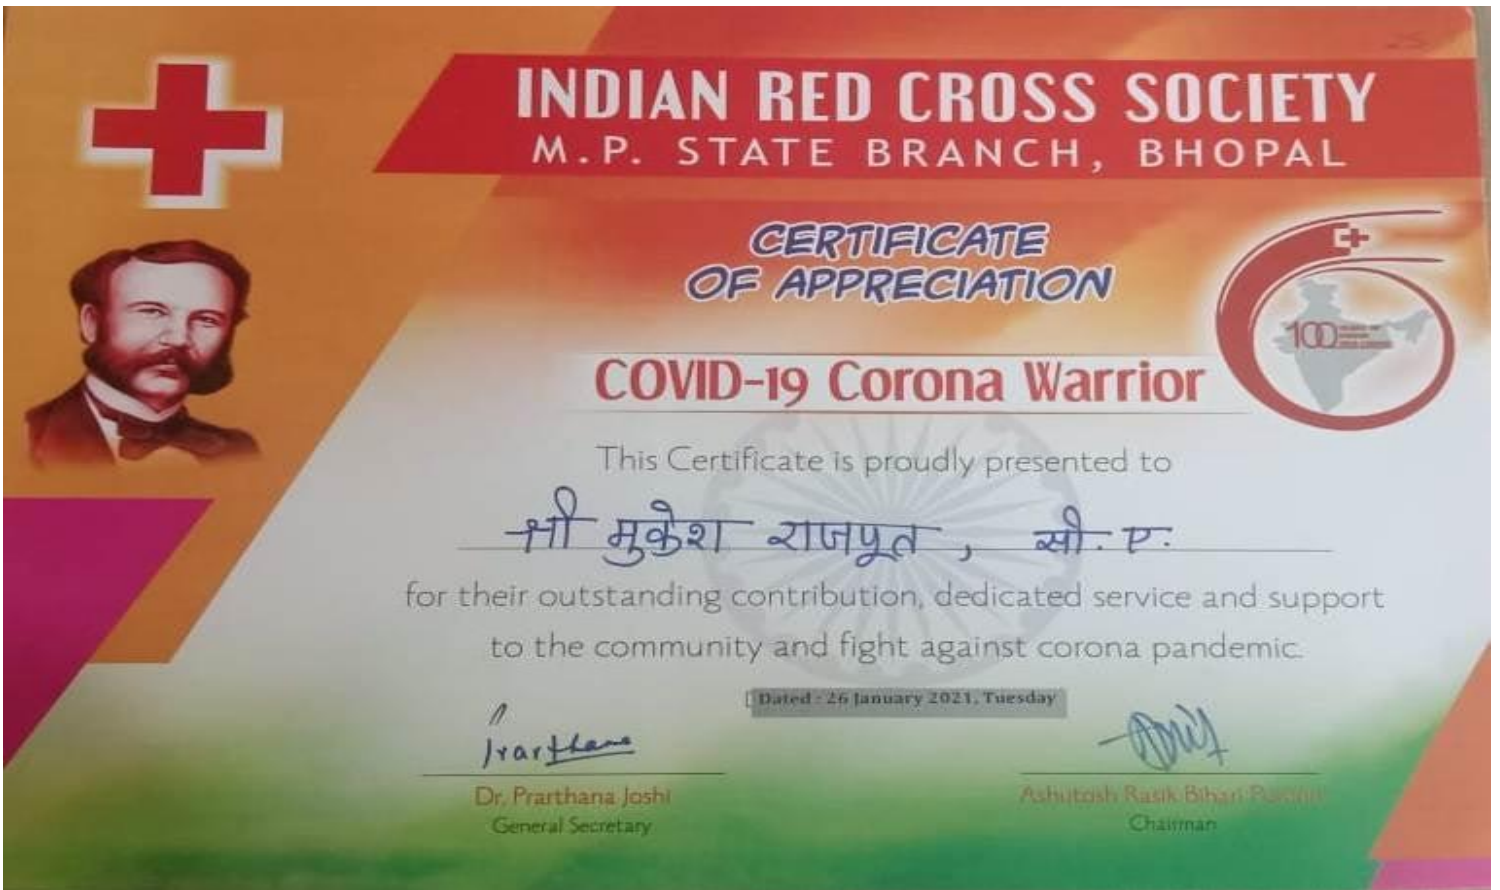 25
INDIAN RED CROSS SOCIETY
M.P. STATE BRANCH, BHOPAL
CERTIFICATE
OF APPRECIATION
100
COVID-19 Corona Warrior
This Certificate is proudly presented to
श्री मुकेश राजपूत, सी. ए.
for their outstanding contribution, dedicated service and support
to the community and fight against corona pandemic.
Dated : 26 January 2021, Tuesday
Prarthana
Dr. Prarthana Joshi
General Secretary
Ashutosh Rasik Bihari
Chairman